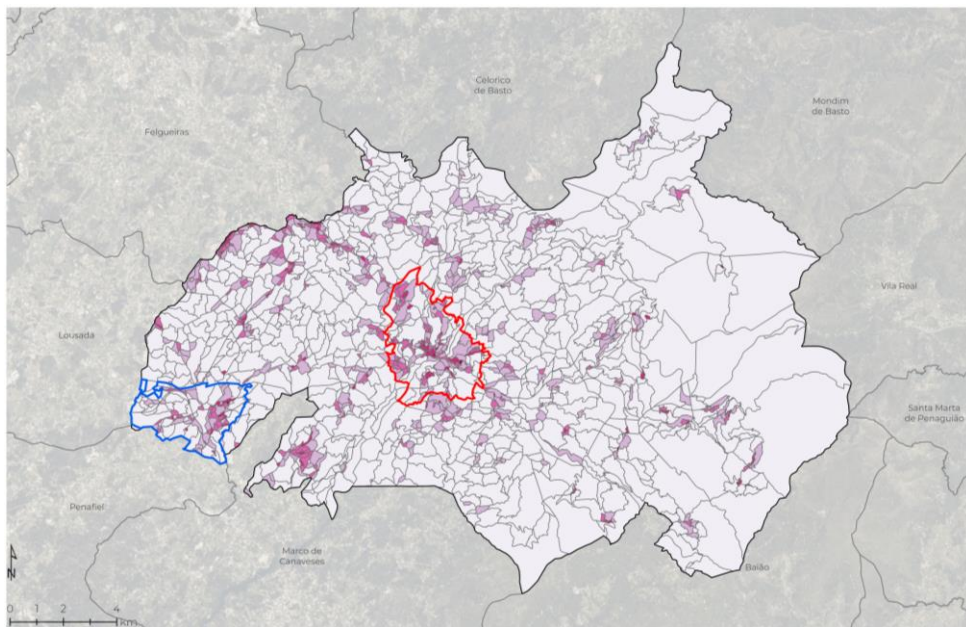 Celorico
de Basto
Mondim
de Basto
Felgueiras
Vila Real
Lousada
Santa Marta
de Penaguião
Penafiel
Marco de
Canaveses
Baião
N
0 1 2 4
km